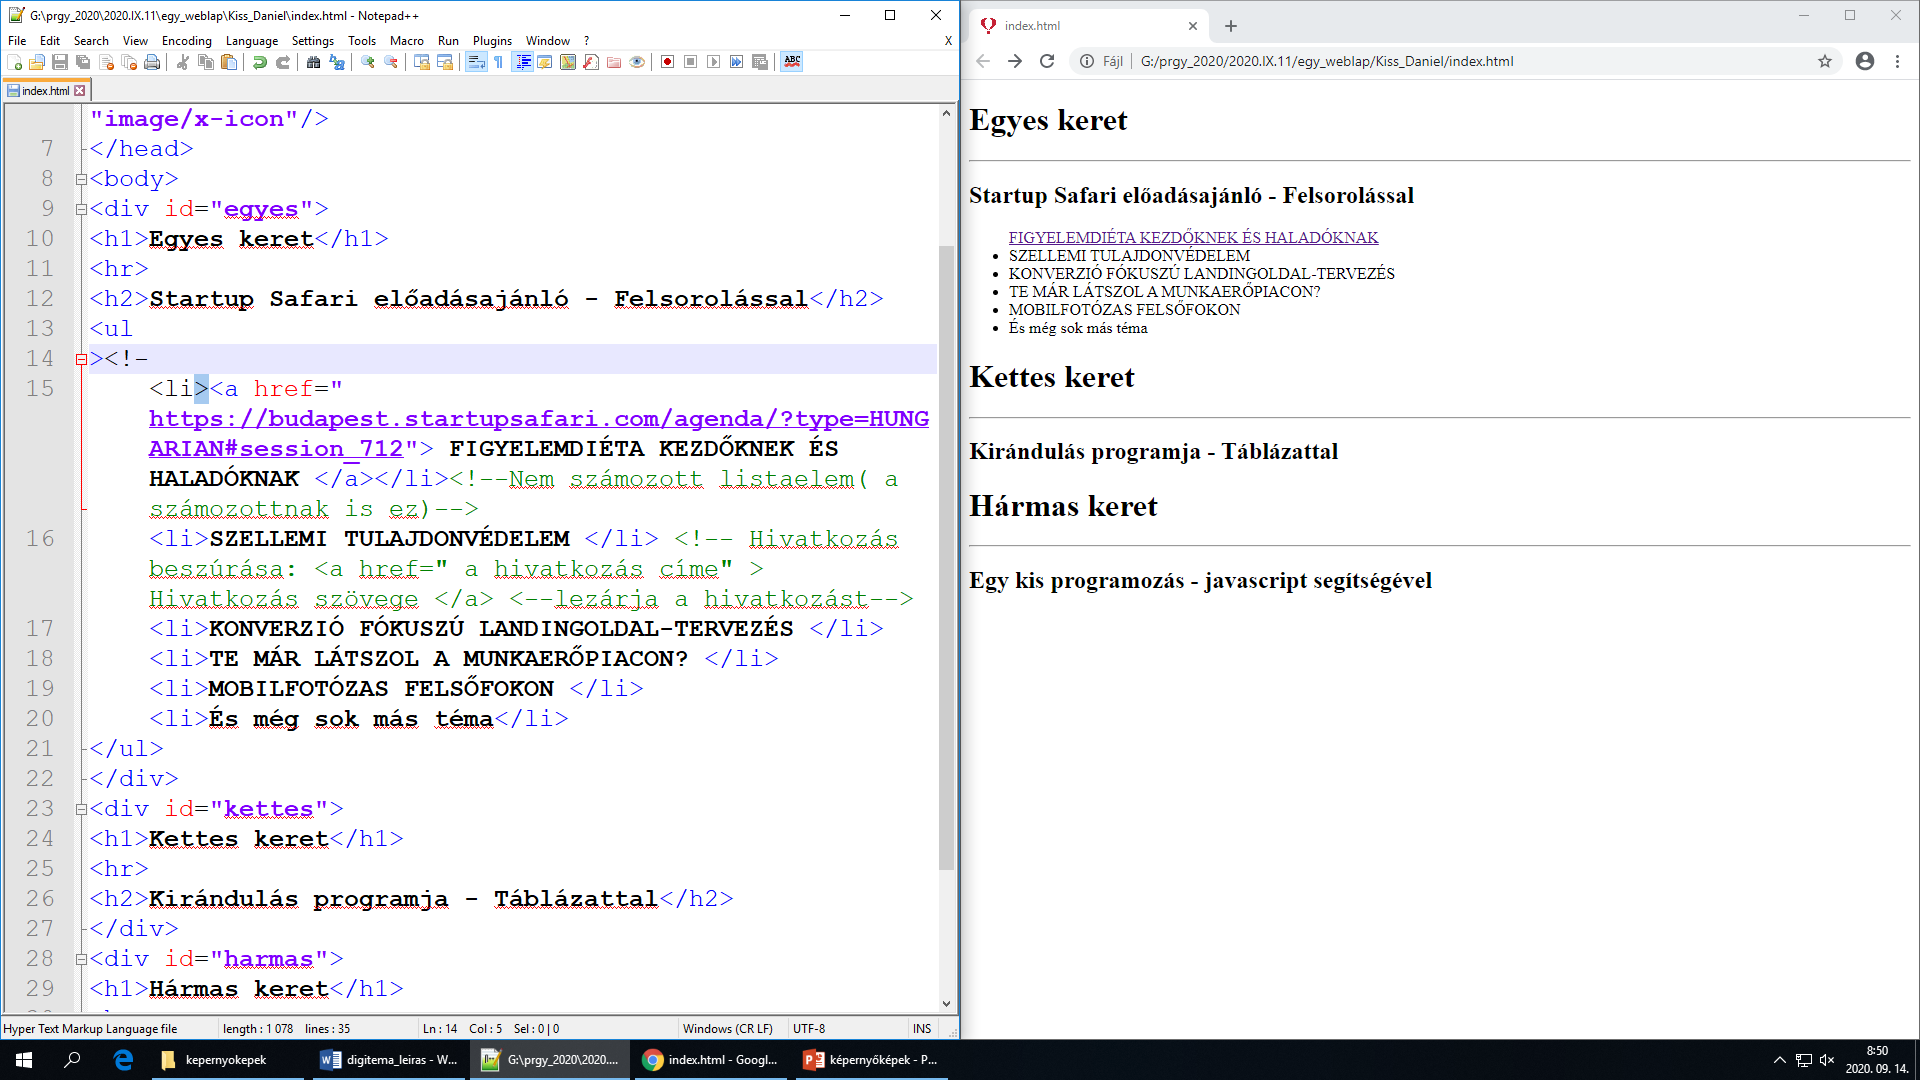 G:\prgy_2020\2020.IX.11\egy_weblap\Kiss_Daniel\index.html - Notepad++
File Edit Search View Encoding Language Settings Tools Macro Run Plugins Window ? X
index.html
"image/x-icon"/>
7 </head>
8 <body>
9 <div id="egyes">
10 <h1>Egyes keret</h1>
11 <hr>
12 <h2>Startup Safari előadásajánló - Felsorolással</h2>
13 <ul
14 ><!-
15 <li><a href="
https://budapest.startupsafari.com/agenda/?type=HUNG
ARIAN#session_712"> FIGYELEMDIÉTA KEZDŐKNEK ÉS
HALADÓKNAK </a></li><!--Nem számozott listaelem( a
számozottnak is ez)-->
16 <li>SZELLEMI TULAJDONVÉDELEM </li> <!-- Hivatkozás
beszúrása: <a href=" a hivatkozás címe" >
Hivatkozás szövege </a> <--lezárja a hivatkozást-->
17 <li>KONVERZIÓ FÓKUSZÚ LANDINGOLDAL-TERVEZÉS </li>
18 <li>TE MÁR LÁTSZOL A MUNKAERŐPIACON? </li>
19 <li>MOBILFOTÓZAS FELSŐFOKON </li>
20 <li>És még sok más téma</li>
21 </ul>
22 </div>
23 <div id="kettes">
24 <h1>Kettes keret</h1>
25 <hr>
26 <h2>Kirándulás programja - Táblázattal</h2>
27 </div>
28 <div id="harmas">
29 <h1>Hármas keret</h1>
Hyper Text Markup Language file length : 1 078 lines : 35 Ln : 14 Col : 5 Sel : 0 | 0 Windows (CR LF) UTF-8 INS
index.html
Fájl G:/prgy_2020/2020.IX.11/egy_weblap/Kiss_Daniel/index.html
Egyes keret
Startup Safari előadásajánló - Felsorolással
FIGYELEMDIÉTA KEZDŐKNEK ÉS HALADÓKNAK
• SZELLEMI TULAJDONVÉDELEM
• KONVERZIÓ FÓKUSZÚ LANDINGOLDAL-TERVEZÉS
• TE MÁR LÁTSZOL A MUNKAERŐPIACON?
• MOBILFOTÓZAS FELSŐFOKON
• És még sok más téma
Kettes keret
Kirándulás programja - Táblázattal
Hármas keret
Egy kis programozás - javascript segítségével
kepernyokepek digitema_leiras - W... G:\prgy_2020\2020.... index.html - Googl... képernyőképek - P...
8:50
2020. 09. 14.